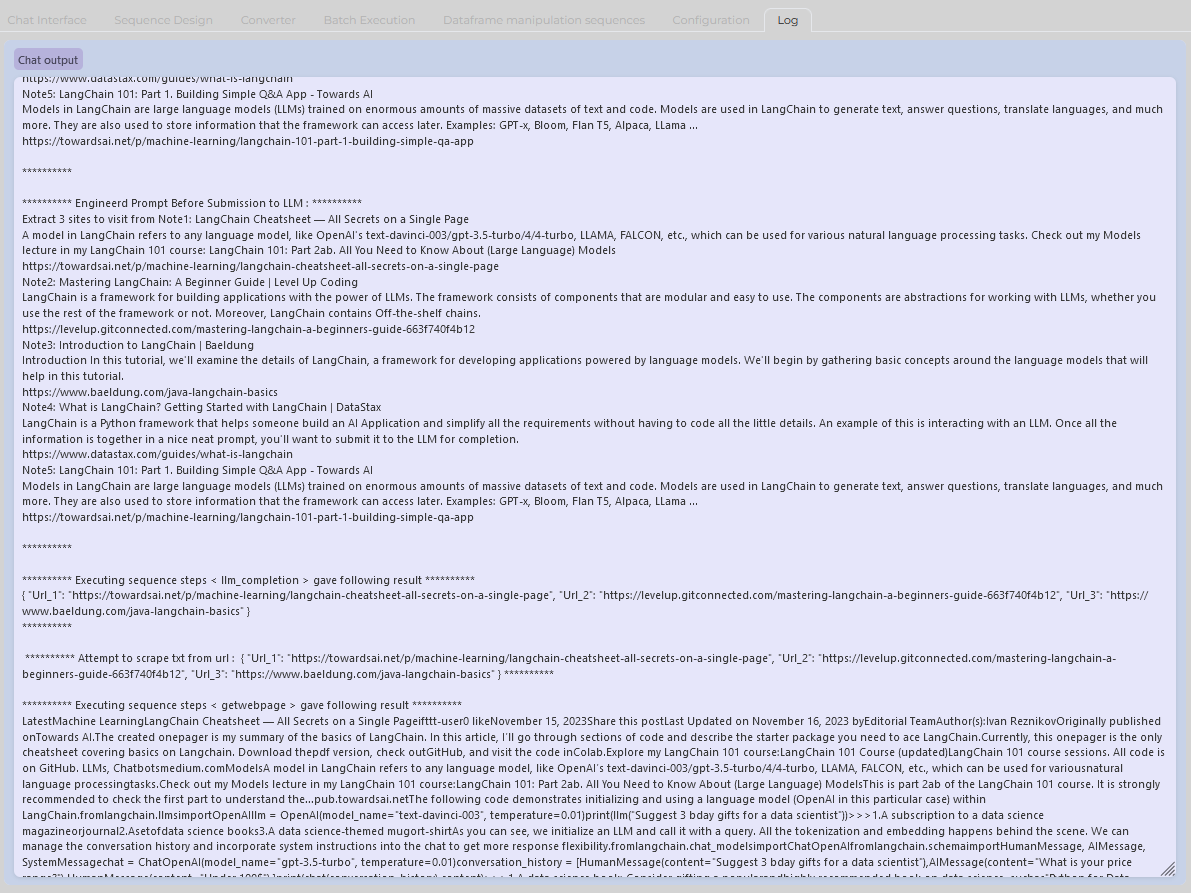 Chat Interface
Sequence Design
Converter
Batch Execution
Dataframe manipulation sequences
Configuration
Log
Chat output
https://www.datastax.com/guides/what-is-langchain
Note5: LangChain 101: Part 1. Building Simple Q&A App - Towards AI
Models in LangChain are large language models (LLMs) trained on enormous amounts of massive datasets of text and code. Models are used in LangChain to generate text, answer questions, translate languages, and much
more. They are also used to store information that the framework can access later. Examples: GPT-x, Bloom, Flan T5, Alpaca, LLama ...
https://towardsai.net/p/machine-learning/langchain-101-part-1-building-simple-qa-app
**********
********** Engineerd Prompt Before Submission to LLM : **********
Extract 3 sites to visit from Note1: LangChain Cheatsheet — All Secrets on a Single Page
A model in LangChain refers to any language model, like OpenAI's text-davinci-003/gpt-3.5-turbo/4/4-turbo, LLAMA, FALCON, etc., which can be used for various natural language processing tasks. Check out my Models
lecture in my LangChain 101 course: LangChain 101: Part 2ab. All You Need to Know About (Large Language) Models
https://towardsai.net/p/machine-learning/langchain-cheatsheet-all-secrets-on-a-single-page
Note2: Mastering LangChain: A Beginner Guide | Level Up Coding
LangChain is a framework for building applications with the power of LLMs. The framework consists of components that are modular and easy to use. The components are abstractions for working with LLMs, whether you
use the rest of the framework or not. Moreover, LangChain contains Off-the-shelf chains.
https://levelup.gitconnected.com/mastering-langchain-a-beginners-guide-663f740f4b12
Note3: Introduction to LangChain | Baeldung
Introduction In this tutorial, we'll examine the details of LangChain, a framework for developing applications powered by language models. We'll begin by gathering basic concepts around the language models that will
help in this tutorial.
https://www.baeldung.com/java-langchain-basics
Note4: What is LangChain? Getting Started with LangChain | DataStax
LangChain is a Python framework that helps someone build an AI Application and simplify all the requirements without having to code all the little details. An example of this is interacting with an LLM. Once all the
information is together in a nice neat prompt, you'll want to submit it to the LLM for completion.
https://www.datastax.com/guides/what-is-langchain
Note5: LangChain 101: Part 1. Building Simple Q&A App - Towards AI
Models in LangChain are large language models (LLMs) trained on enormous amounts of massive datasets of text and code. Models are used in LangChain to generate text, answer questions, translate languages, and much
more. They are also used to store information that the framework can access later. Examples: GPT-x, Bloom, Flan T5, Alpaca, LLama ...
https://towardsai.net/p/machine-learning/langchain-101-part-1-building-simple-qa-app
**********
********** Executing sequence steps < llm_completion > gave following result **********
{ "Url_1": "https://towardsai.net/p/machine-learning/langchain-cheatsheet-all-secrets-on-a-single-page", "Url_2": "https://levelup.gitconnected.com/mastering-langchain-a-beginners-guide-663f740f4b12", "Url_3": "https://
www.baeldung.com/java-langchain-basics" }
**********
********** Attempt to scrape txt from url : { "Url_1": "https://towardsai.net/p/machine-learning/langchain-cheatsheet-all-secrets-on-a-single-page", "Url_2": "https://levelup.gitconnected.com/mastering-langchain-a-
beginners-guide-663f740f4b12", "Url_3": "https://www.baeldung.com/java-langchain-basics" } **********
********** Executing sequence steps < getwebpage > gave following result **********
LatestMachine LearningLangChain Cheatsheet — All Secrets on a Single Pageifttt-user0 likeNovember 15, 2023Share this postLast Updated on November 16, 2023 byEditorial TeamAuthor(s):Ivan ReznikovOriginally published
onTowards AI.The created onepager is my summary of the basics of LangChain. In this article, I'll go through sections of code and describe the starter package you need to ace LangChain.Currently, this onepager is the only
cheatsheet covering basics on Langchain. Download thepdf version, check outGitHub, and visit the code inColab.Explore my LangChain 101 course:LangChain 101 Course (updated)LangChain 101 course sessions. All code is
on GitHub. LLMs, Chatbotsmedium.comModelsA model in LangChain refers to any language model, like OpenAI's text-davinci-003/gpt-3.5-turbo/4/4-turbo, LLAMA, FALCON, etc., which can be used for variousnatural
language processingtasks.Check out my Models lecture in my LangChain 101 course:LangChain 101: Part 2ab. All You Need to Know About (Large Language) ModelsThis is part 2ab of the LangChain 101 course. It is strongly
recommended to check the first part to understand the...pub.towardsai.netThe following code demonstrates initializing and using a language model (OpenAI in this particular case) within
LangChain.fromlangchain.llmsimportOpenAIllm = OpenAI(model_name="text-davinci-003", temperature=0.01)print(llm("Suggest 3 bday gifts for a data scientist"))>>>1.A subscription to a data science
magazineorjournal2.Asetofdata science books3.A data science-themed mugort-shirtAs you can see, we initialize an LLM and call it with a query. All the tokenization and embedding happens behind the scene. We can
manage the conversation history and incorporate system instructions into the chat to get more response flexibility.fromlangchain.chat_modelsimportChatOpenAIfromlangchain.schemaimportHumanMessage, AIMessage,
SystemMessagechat = ChatOpenAI(model_name="gpt-3.5-turbo", temperature=0.01)conversation_history = [HumanMessage(content="Suggest 3 bday gifts for a data scientist"),AIMessage(content="What is your price